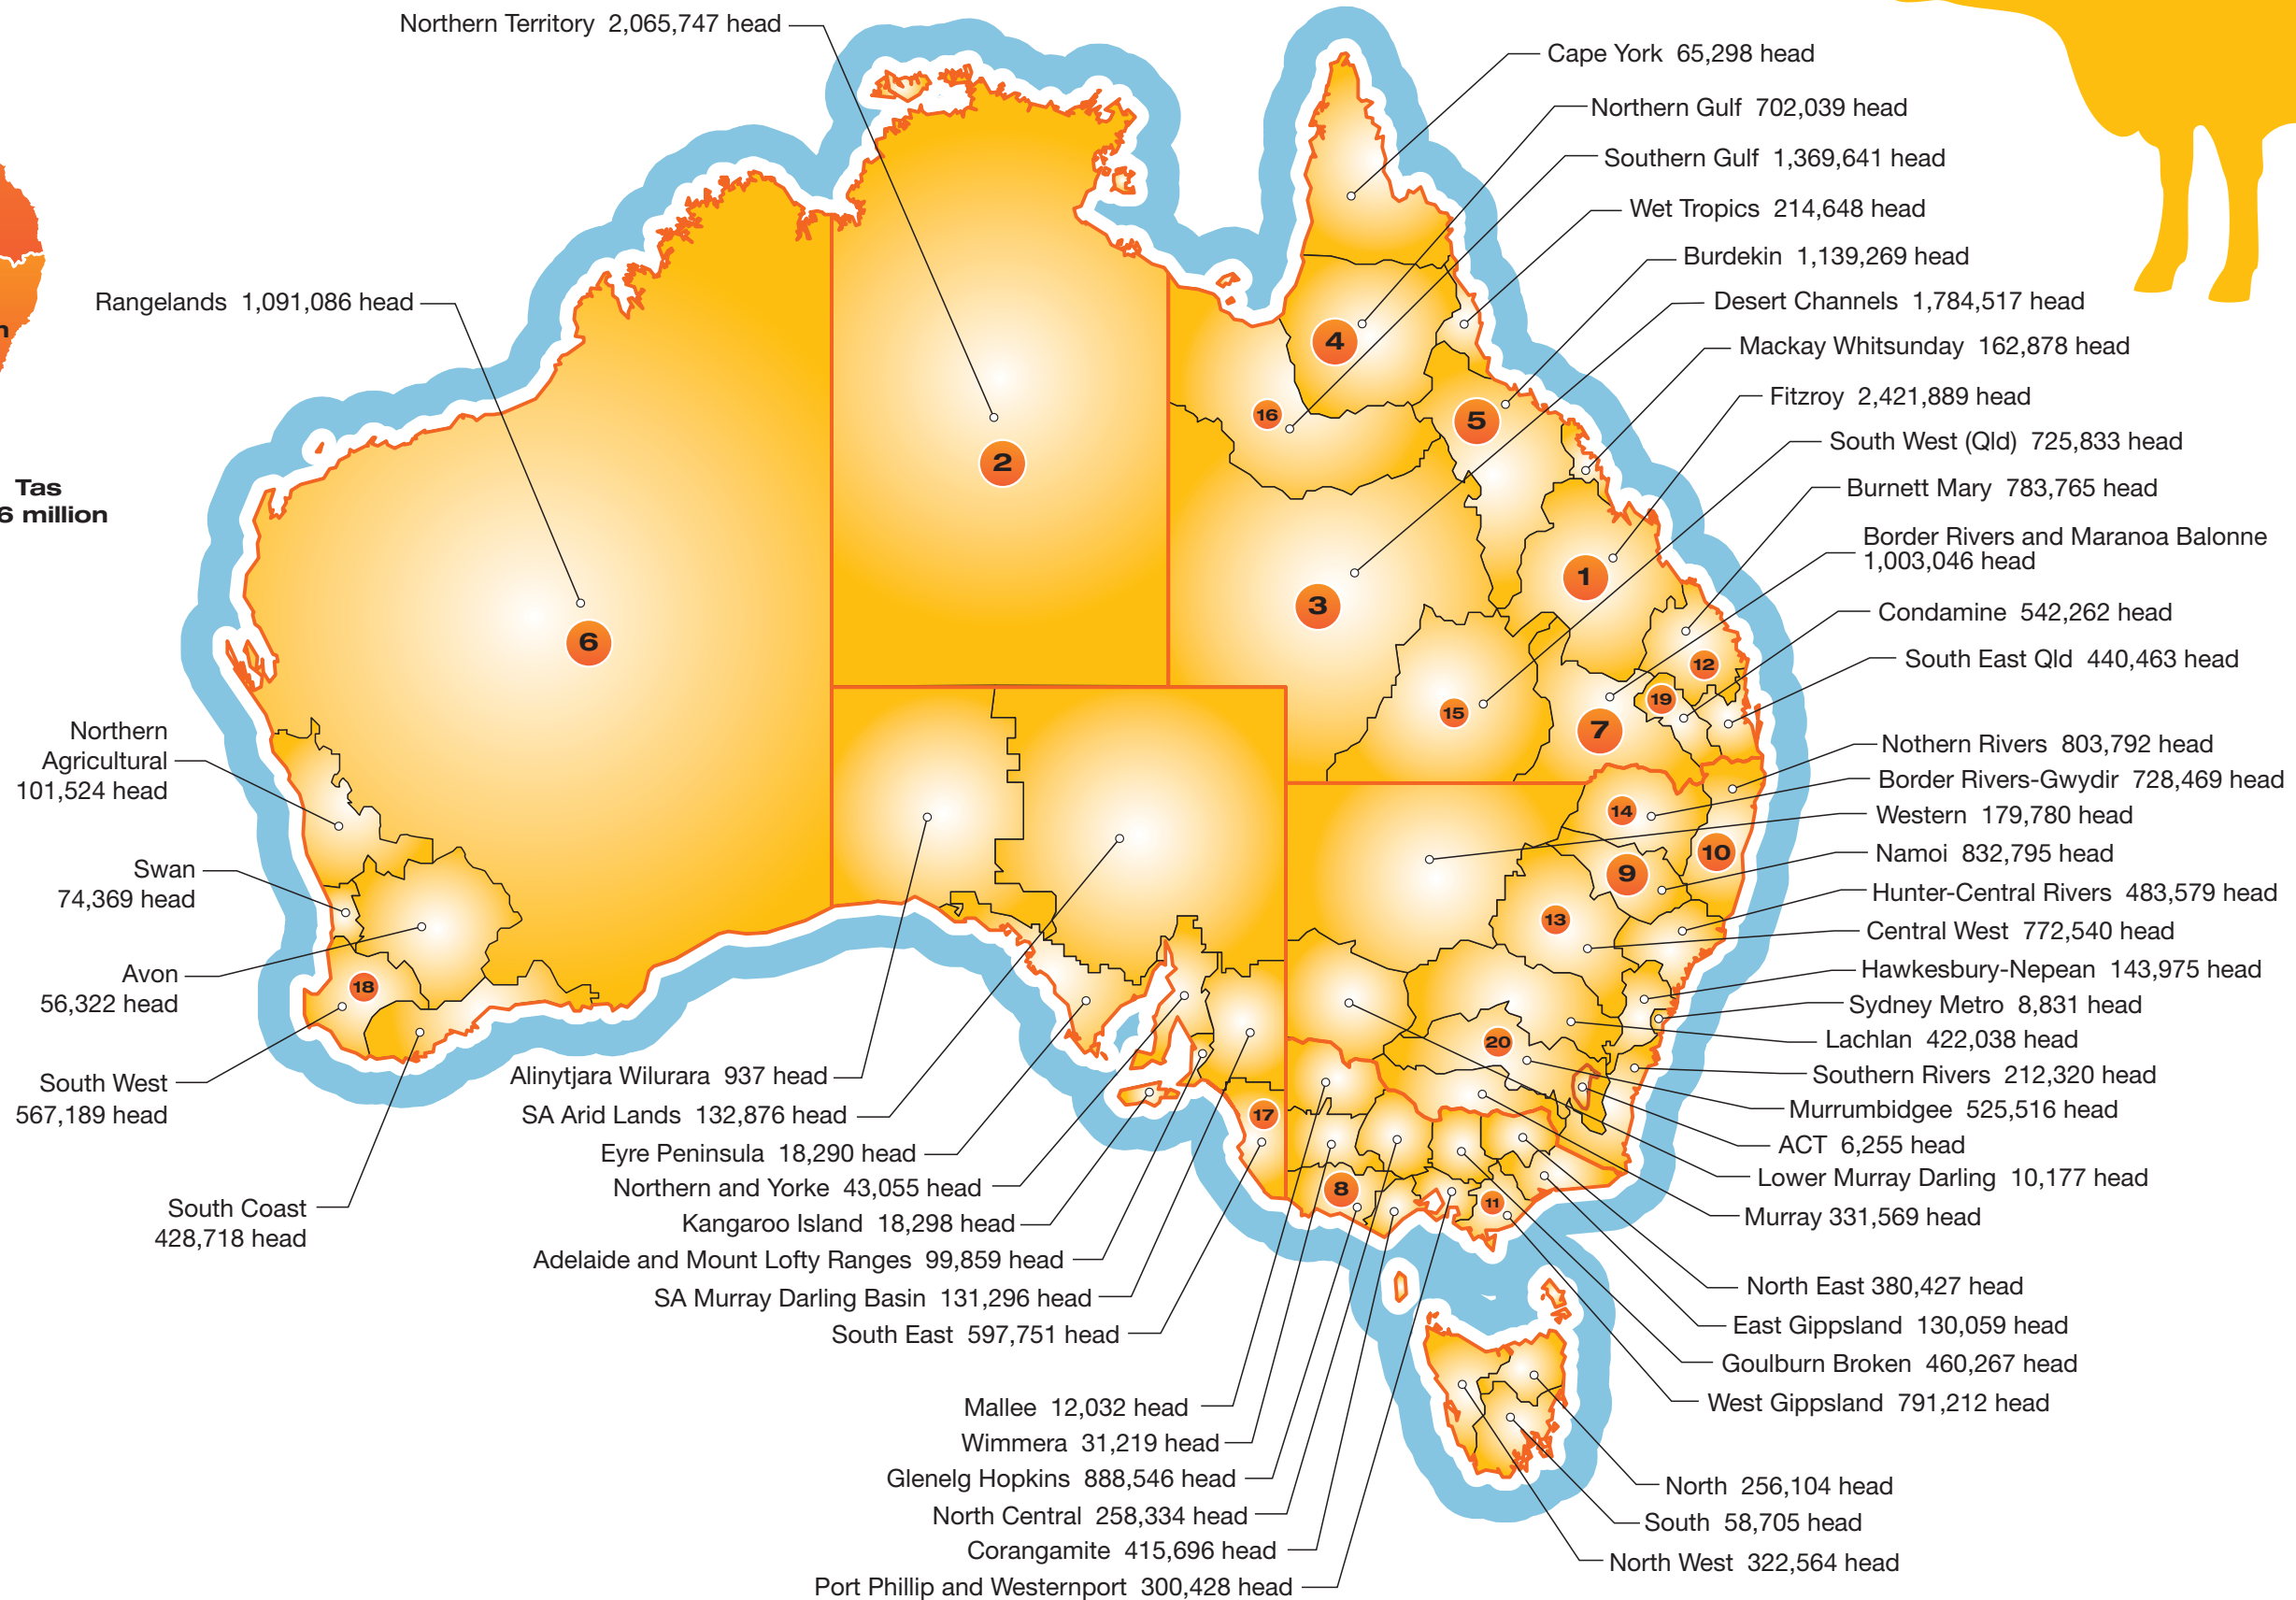 Northern Territory 2,065,747 head
Cape York 65,298 head
Northern Gulf 702,039 head
Southern Gulf 1,369,641 head
Wet Tropics 214,648 head
Burdekin 1,139,269 head
Desert Channels 1,784,517 head
Mackay Whitsunday 162,878 head
Fitzroy 2,421,889 head
South West (Qld) 725,833 head
Burnett Mary 783,765 head
Border Rivers and Maranoa Balonne
1,003,046 head
Condamine 542,262 head
South East Qld 440,463 head
Nothern Rivers 803,792 head
Border Rivers-Gwydir 728,469 head
Western 179,780 head
Namoi 832,795 head
Hunter-Central Rivers 483,579 head
Central West 772,540 head
Hawkesbury-Nepean 143,975 head
Sydney Metro 8,831 head
Lachlan 422,038 head
Southern Rivers 212,320 head
Murrumbidgee 525,516 head
ACT 6,255 head
Lower Murray Darling 10,177 head
Murray 331,569 head
North East 380,427 head
East Gippsland 130,059 head
Goulburn Broken 460,267 head
West Gippsland 791,212 head
North 256,104 head
South 58,705 head
North West 322,564 head
Rangelands 1,091,086 head
n
Tas
6 million
Northern
Agricultural
101,524 head
Swan
74,369 head
Avon
56,322 head
South West
567,189 head
South Coast
428,718 head
Alinytjara Wilurara 937 head
SA Arid Lands 132,876 head
Eyre Peninsula 18,290 head
Northern and Yorke 43,055 head
Kangaroo Island 18,298 head
Adelaide and Mount Lofty Ranges 99,859 head
SA Murray Darling Basin 131,296 head
South East 597,751 head
Mallee 12,032 head
Wimmera 31,219 head
Glenelg Hopkins 888,546 head
North Central 258,334 head
Corangamite 415,696 head
Port Phillip and Westernport 300,428 head
4
16
5
2
3
1
6
12
19
15
7
14
10
9
13
18
20
17
8
11